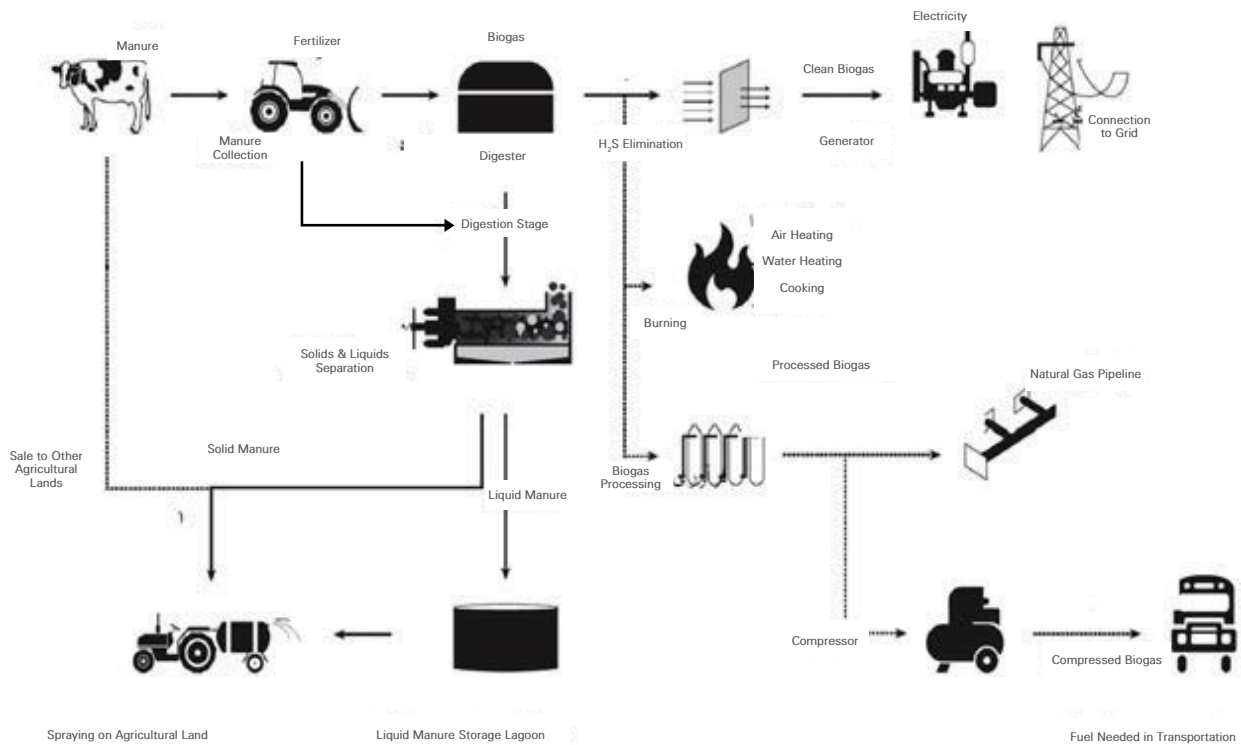 Manure
Fertilizer
Biogas
Electricity
Clean Biogas
Manure
Collection
Digester
H₂S Elimination
Generator
Connection
to Grid
Digestion Stage
Air Heating
Water Heating
Cooking
Burning
Solids & Liquids
Separation
Processed Biogas
Natural Gas Pipeline
Solid Manure
Sale to Other
Agricultural
Lands
Biogas
Processing
Liquid Manure
Compressor
Compressed Biogas
Spraying on Agricultural Land
Liquid Manure Storage Lagoon
Fuel Needed in Transportation